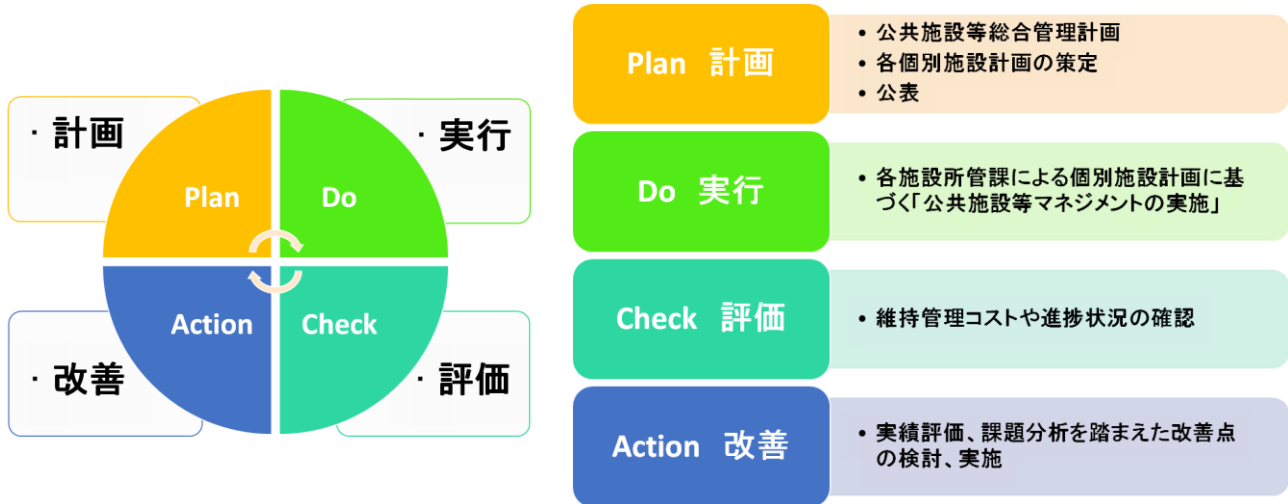 ・計画
・実行
Plan
Do
Action
Check
・改善
・評価
Plan 計画
• 公共施設等総合管理計画
• 各個別施設計画の策定
• 公表
Do 実行
• 各施設所管課による個別施設計画に基
づく「公共施設等マネジメントの実施」
Check 評価
• 維持管理コストや進捗状況の確認
Action 改善
• 実績評価、課題分析を踏まえた改善点
の検討、実施